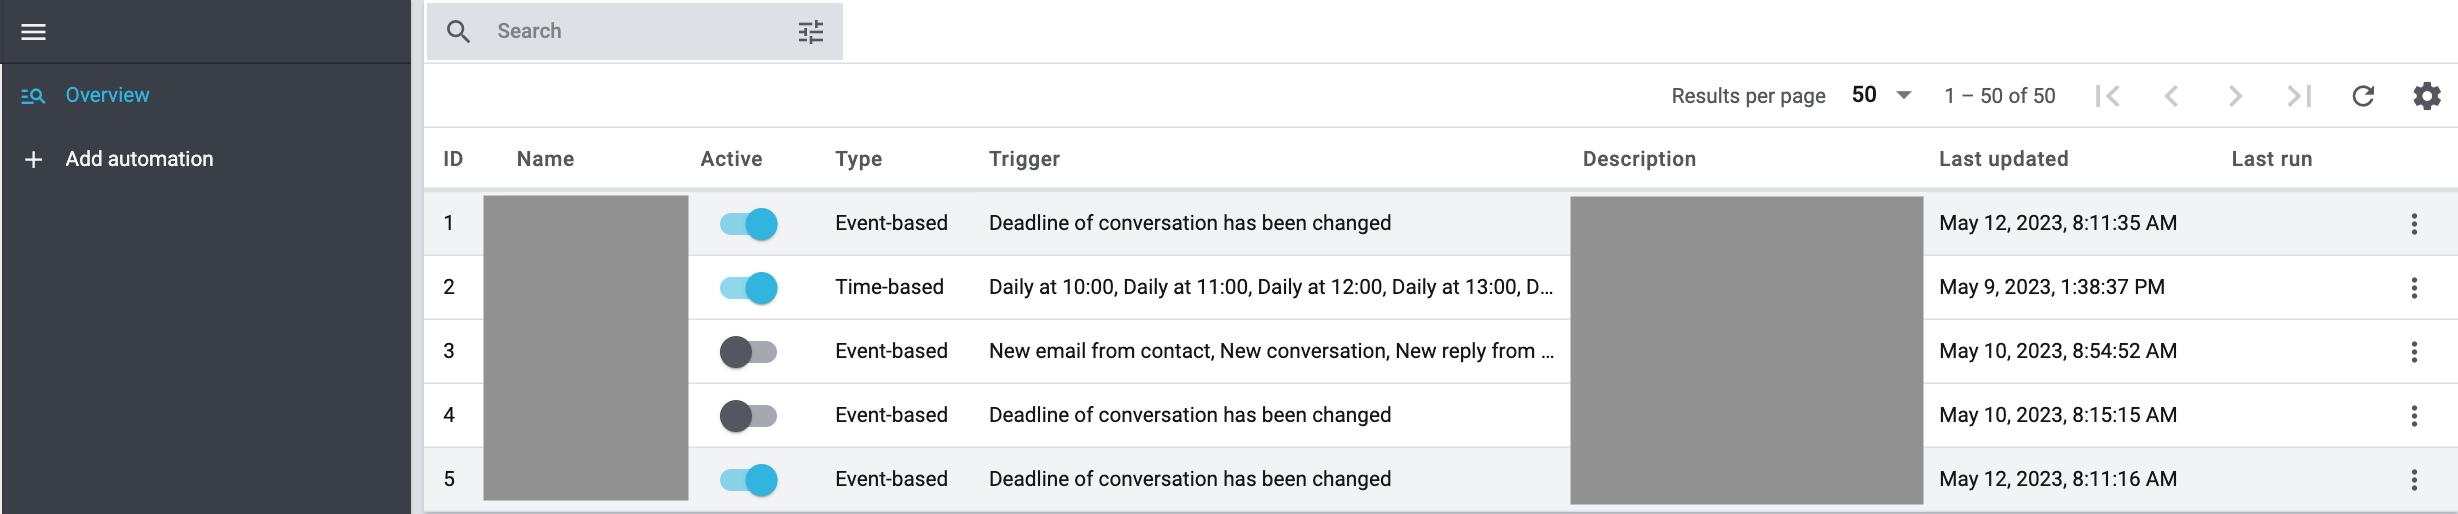 Search
Overview
Add automation
Results per page 50 1 – 50 of 50
ID Name Active Type Trigger Description Last updated Last run
1 Event-based Deadline of conversation has been changed May 12, 2023, 8:11:35 AM
2 Time-based Daily at 10:00, Daily at 11:00, Daily at 12:00, Daily at 13:00, D... May 9, 2023, 1:38:37 PM
3 Event-based New email from contact, New conversation, New reply from ... May 10, 2023, 8:54:52 AM
4 Event-based Deadline of conversation has been changed May 10, 2023, 8:15:15 AM
5 Event-based Deadline of conversation has been changed May 12, 2023, 8:11:16 AM